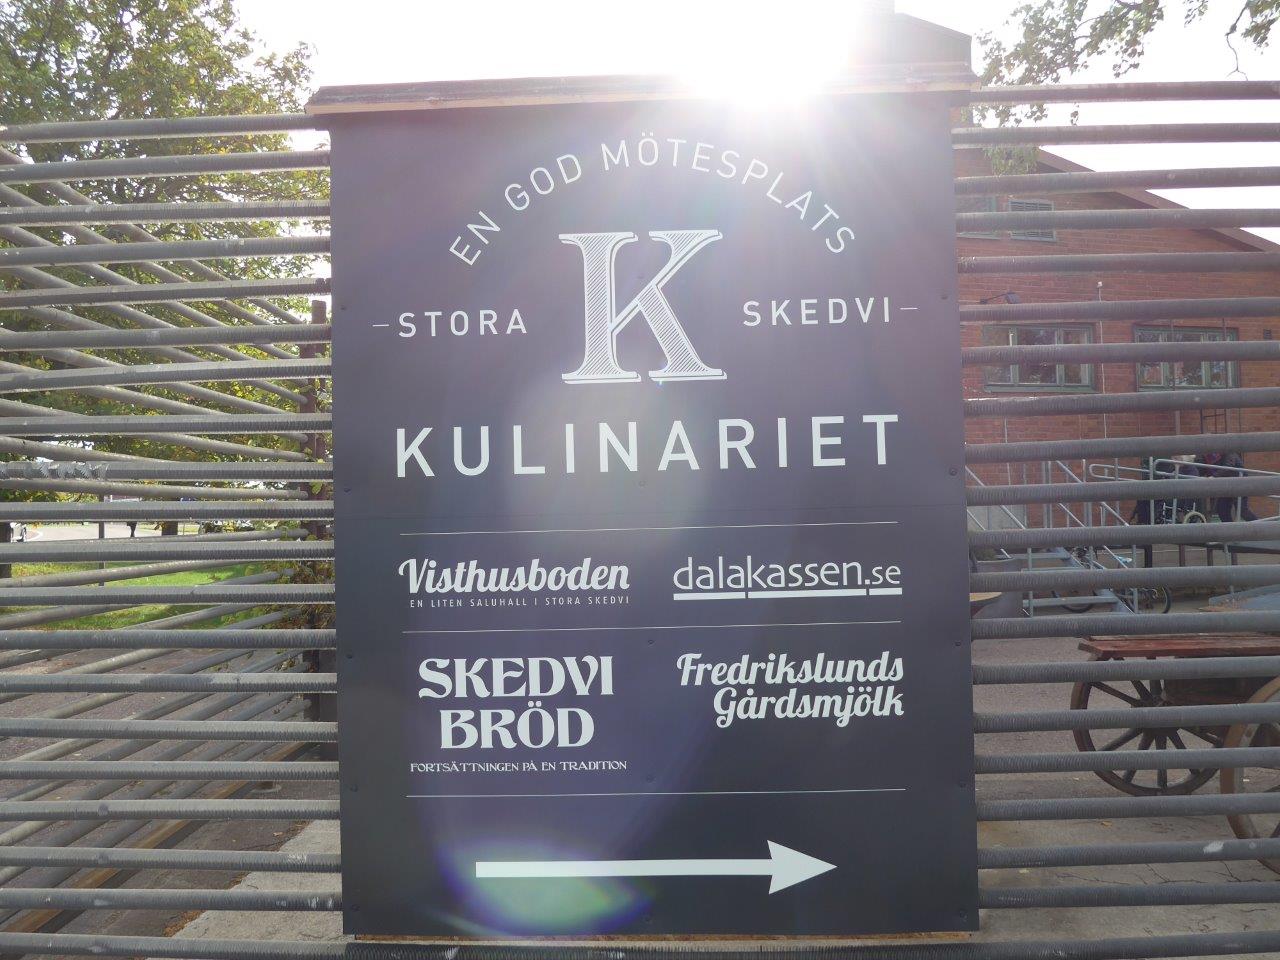 EN GOD MÖTESPLATS
K
STORA SKEDVI
KULINARIET
Visthusboden
EN LITEN SALUHALL I STORA SKEDVI
dalakassen.se
SKEDVI
BRÖD
FORTSÄTTNINGEN PÅ EN TRADITION
Fredrikslunds
Gårdsmjölk